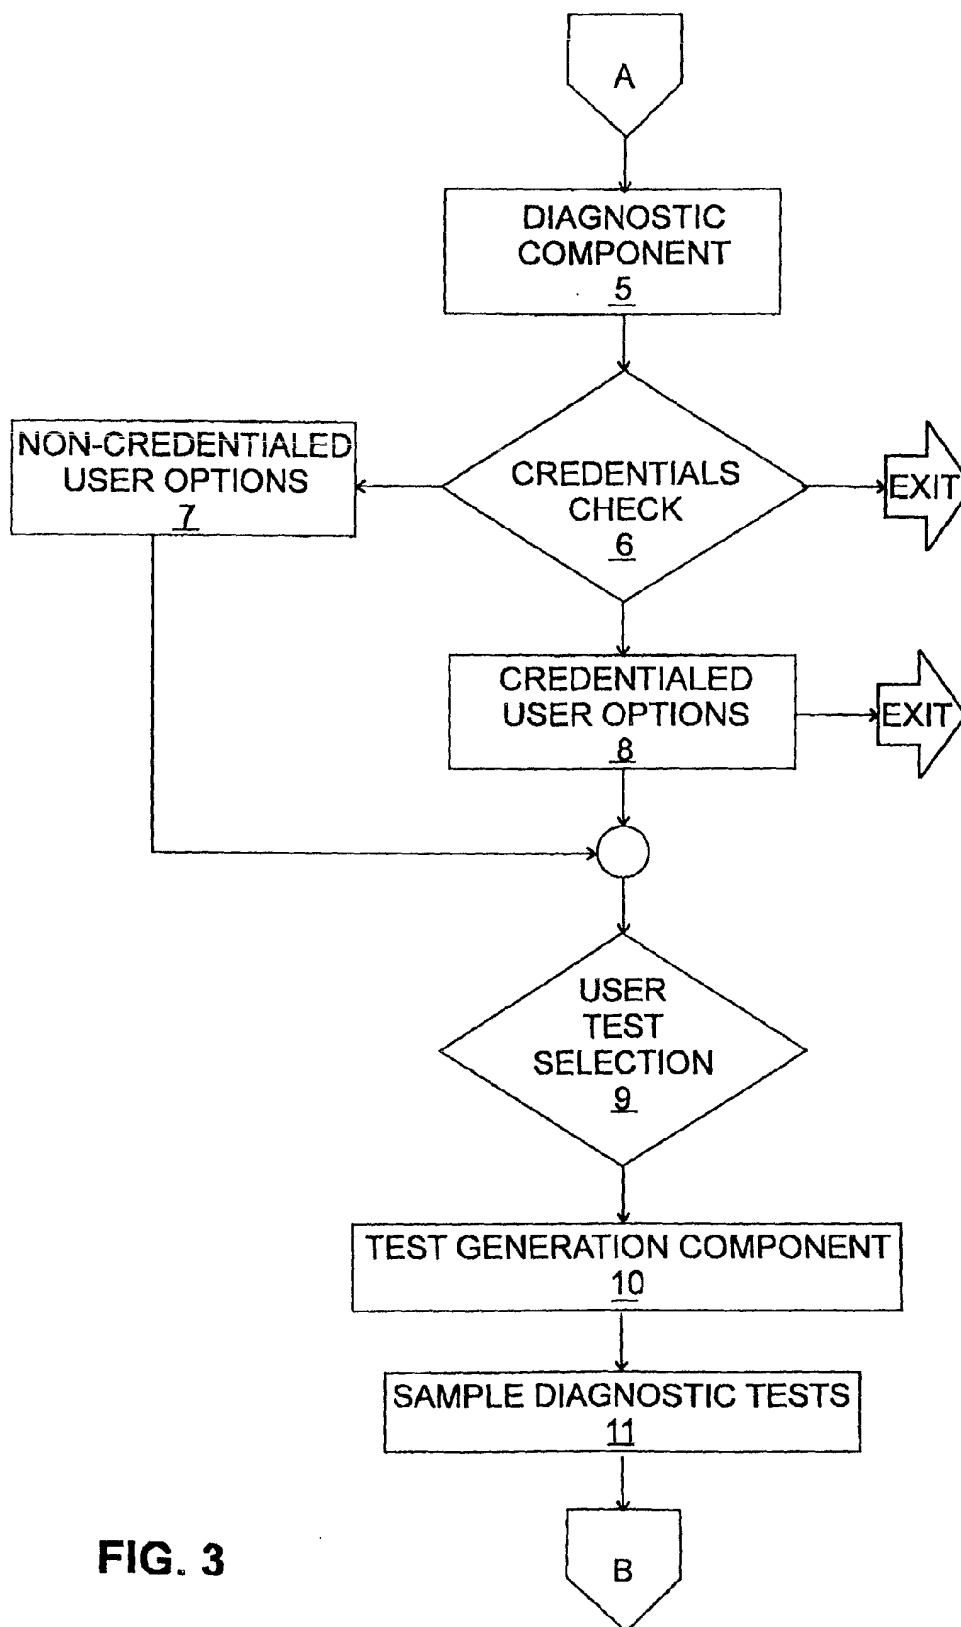 A
DIAGNOSTIC
COMPONENT
5
NON-CREDENTIALED
USER OPTIONS
7
CREDENTIALS
CHECK
6
EXIT
CREDENTIALED
USER OPTIONS
8
EXIT
USER
TEST
SELECTION
9
TEST GENERATION COMPONENT
10
SAMPLE DIAGNOSTIC TESTS
11
B
FIG. 3